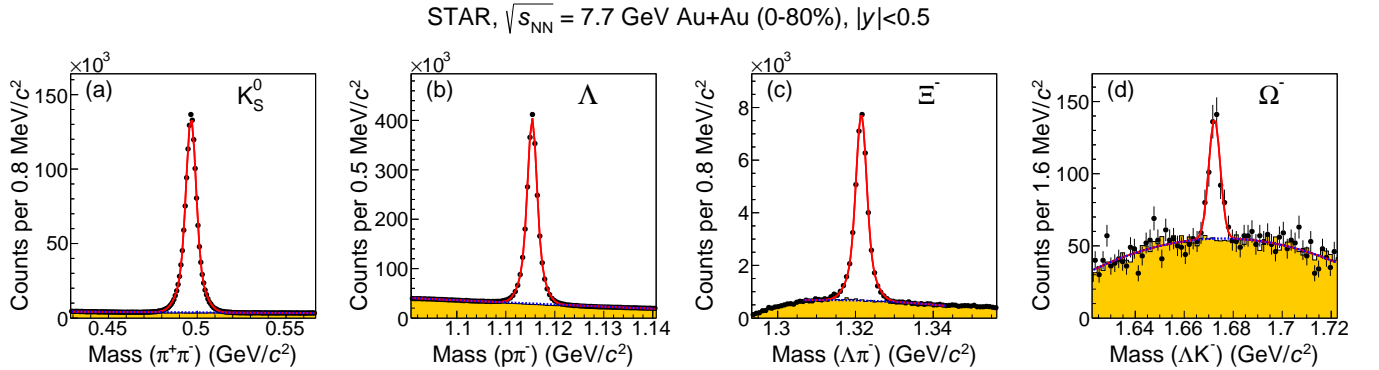 STAR, √s_NN = 7.7 GeV Au+Au (0-80%), |y|<0.5
×10³
(a) K⁰_S
150
100
50
0
0.45 0.5 0.55
Counts per 0.8 MeV/c²
Mass (π⁺π⁻) (GeV/c²)
×10³
(b) Λ
400
300
200
100
0
1.1 1.11 1.12 1.13 1.14
Counts per 0.5 MeV/c²
Mass (pπ⁻) (GeV/c²)
×10³
(c) Ξ⁻
8
6
4
2
0
1.3 1.32 1.34
Counts per 0.8 MeV/c²
Mass (Λπ⁻) (GeV/c²)
(d) Ω⁻
150
100
50
0
1.64 1.66 1.68 1.7 1.72
Counts per 1.6 MeV/c²
Mass (ΛK⁻) (GeV/c²)